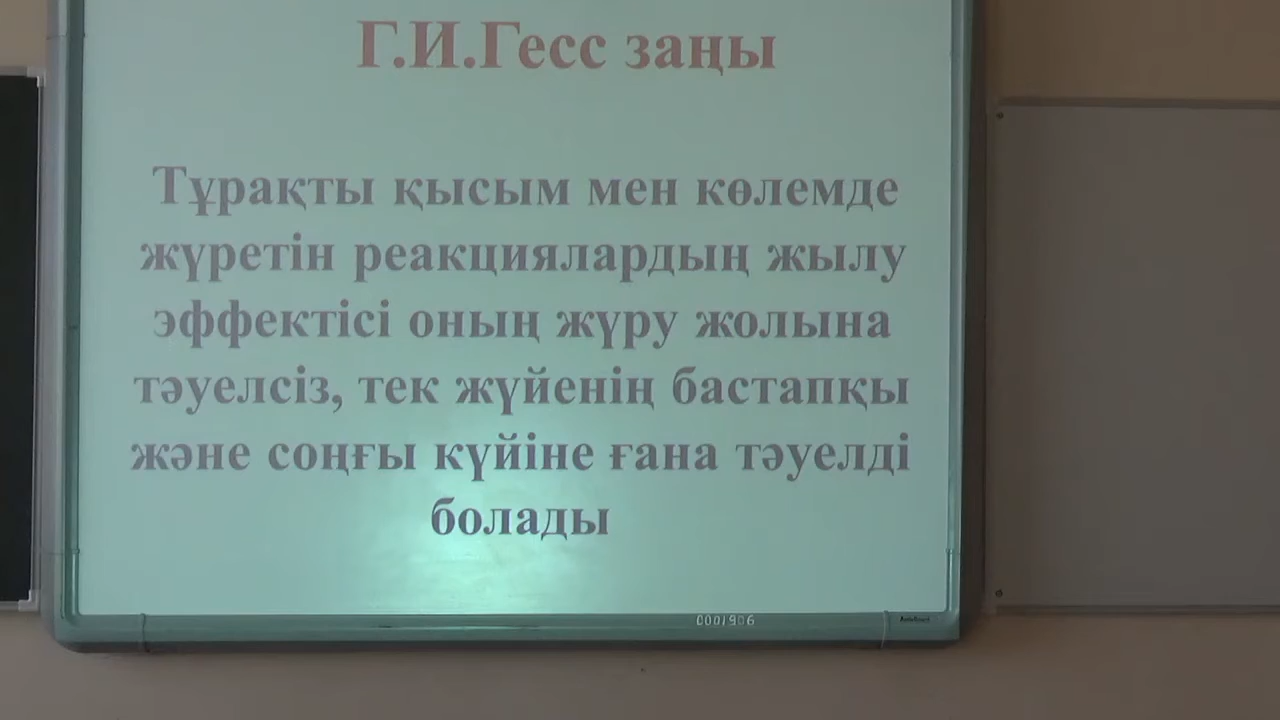 Г.И.Гесс заңы
Тұрақты қысым мен көлемде
жүретін реакциялардың жылу
эффектісі оның жүру жолына
тәуелсіз, тек жүйенің бастапқы
және соңғы күйіне ғана тәуелді
болады
0001906